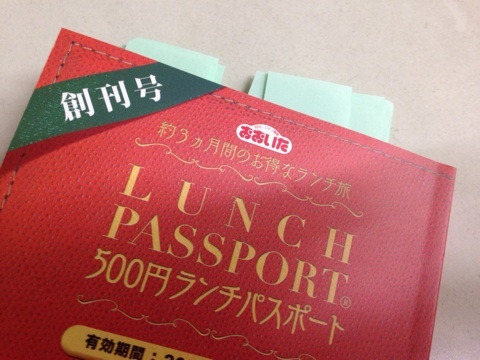 創刊号
おおいた
約3ヵ月間のお得なランチ旅
LUNCH
PASSPORT®
500円ランチパスポート
有効期間：20